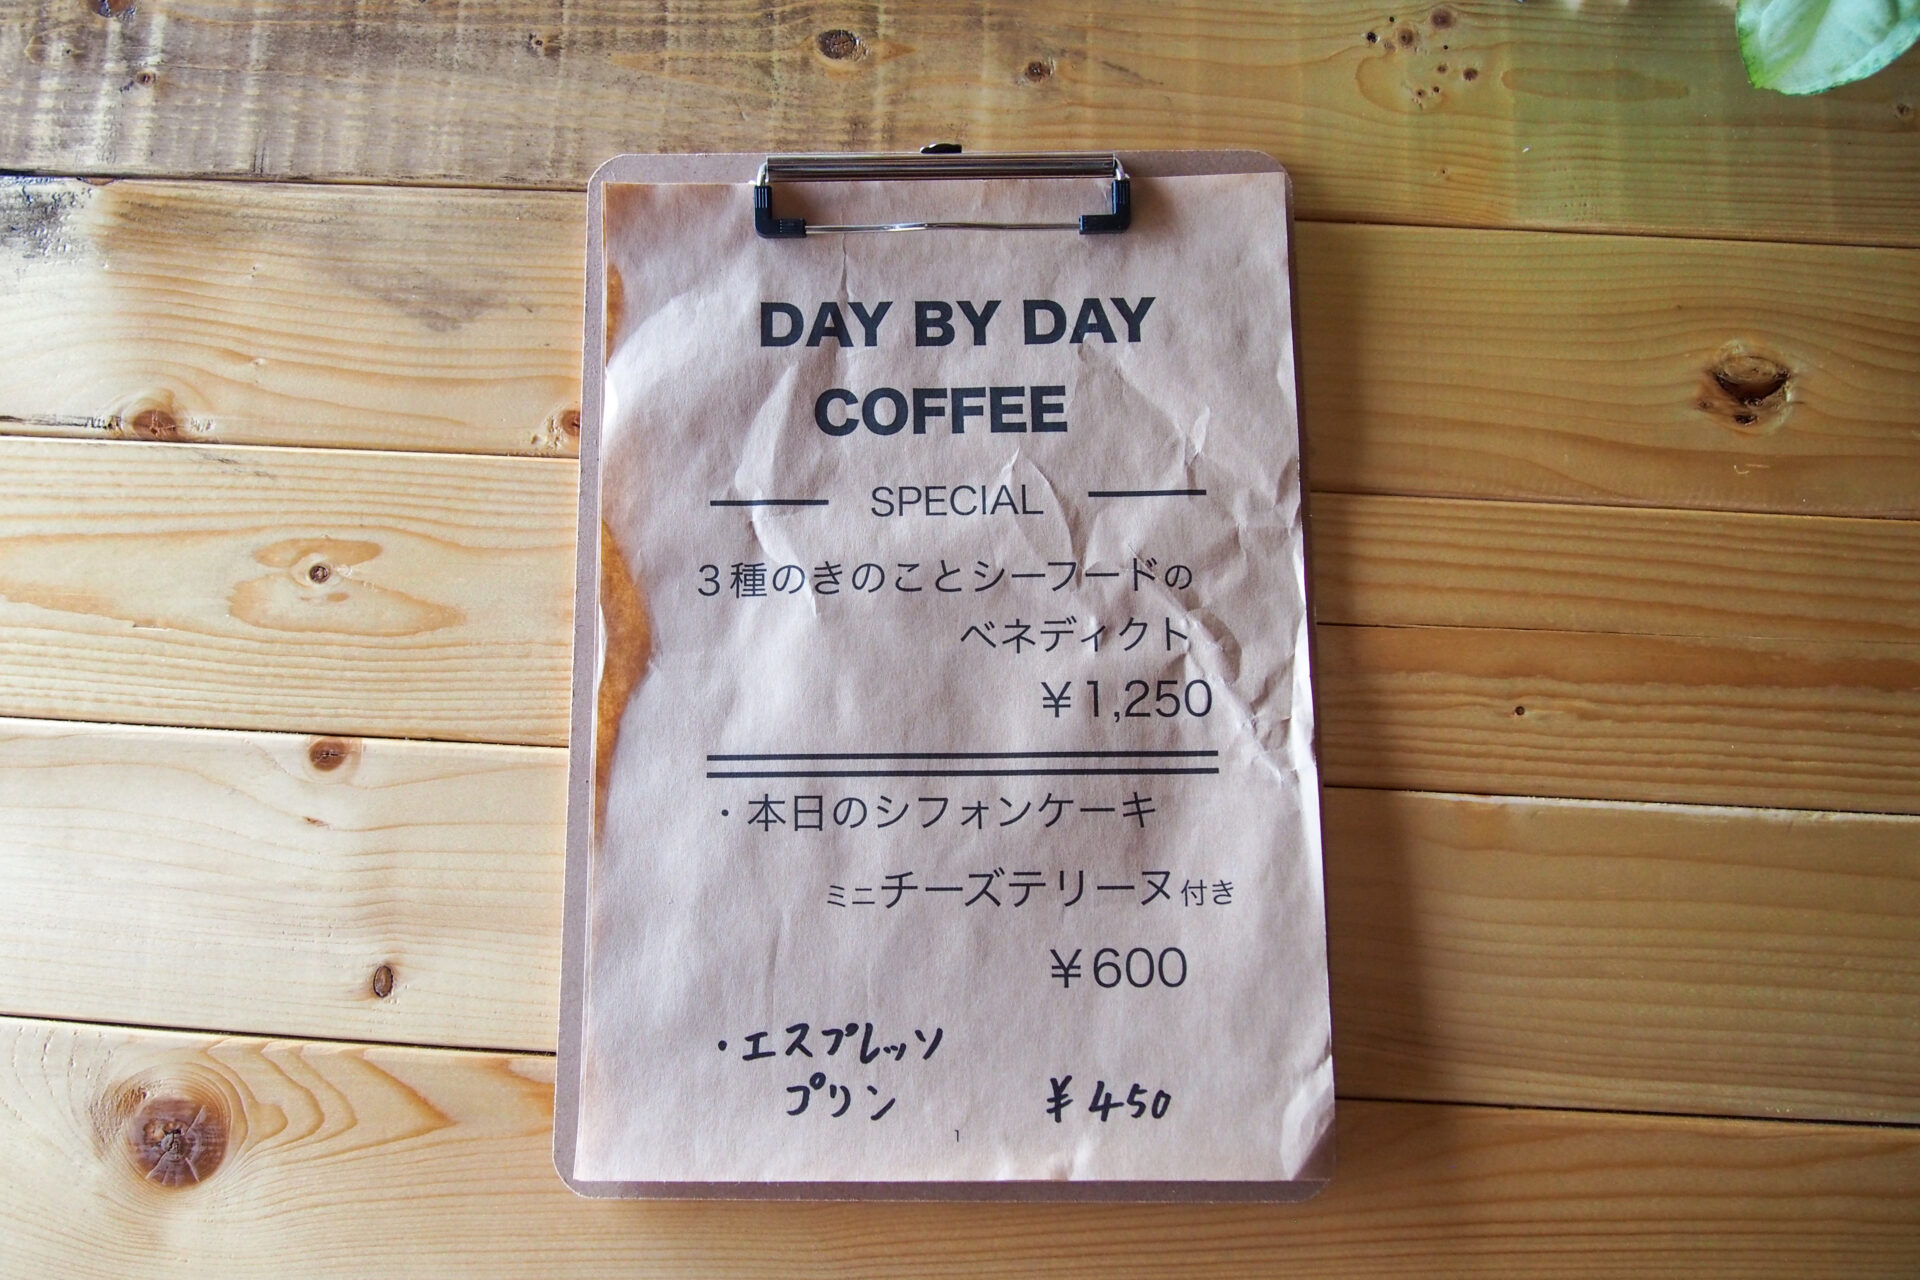 DAY BY DAY
COFFEE
SPECIAL
3種のきのことシーフードの
ベネディクト
¥1,250
・本日のシフォンケーキ
ミニチーズテリーヌ付き
¥600
・エスプレッソ
プリン ¥450
1